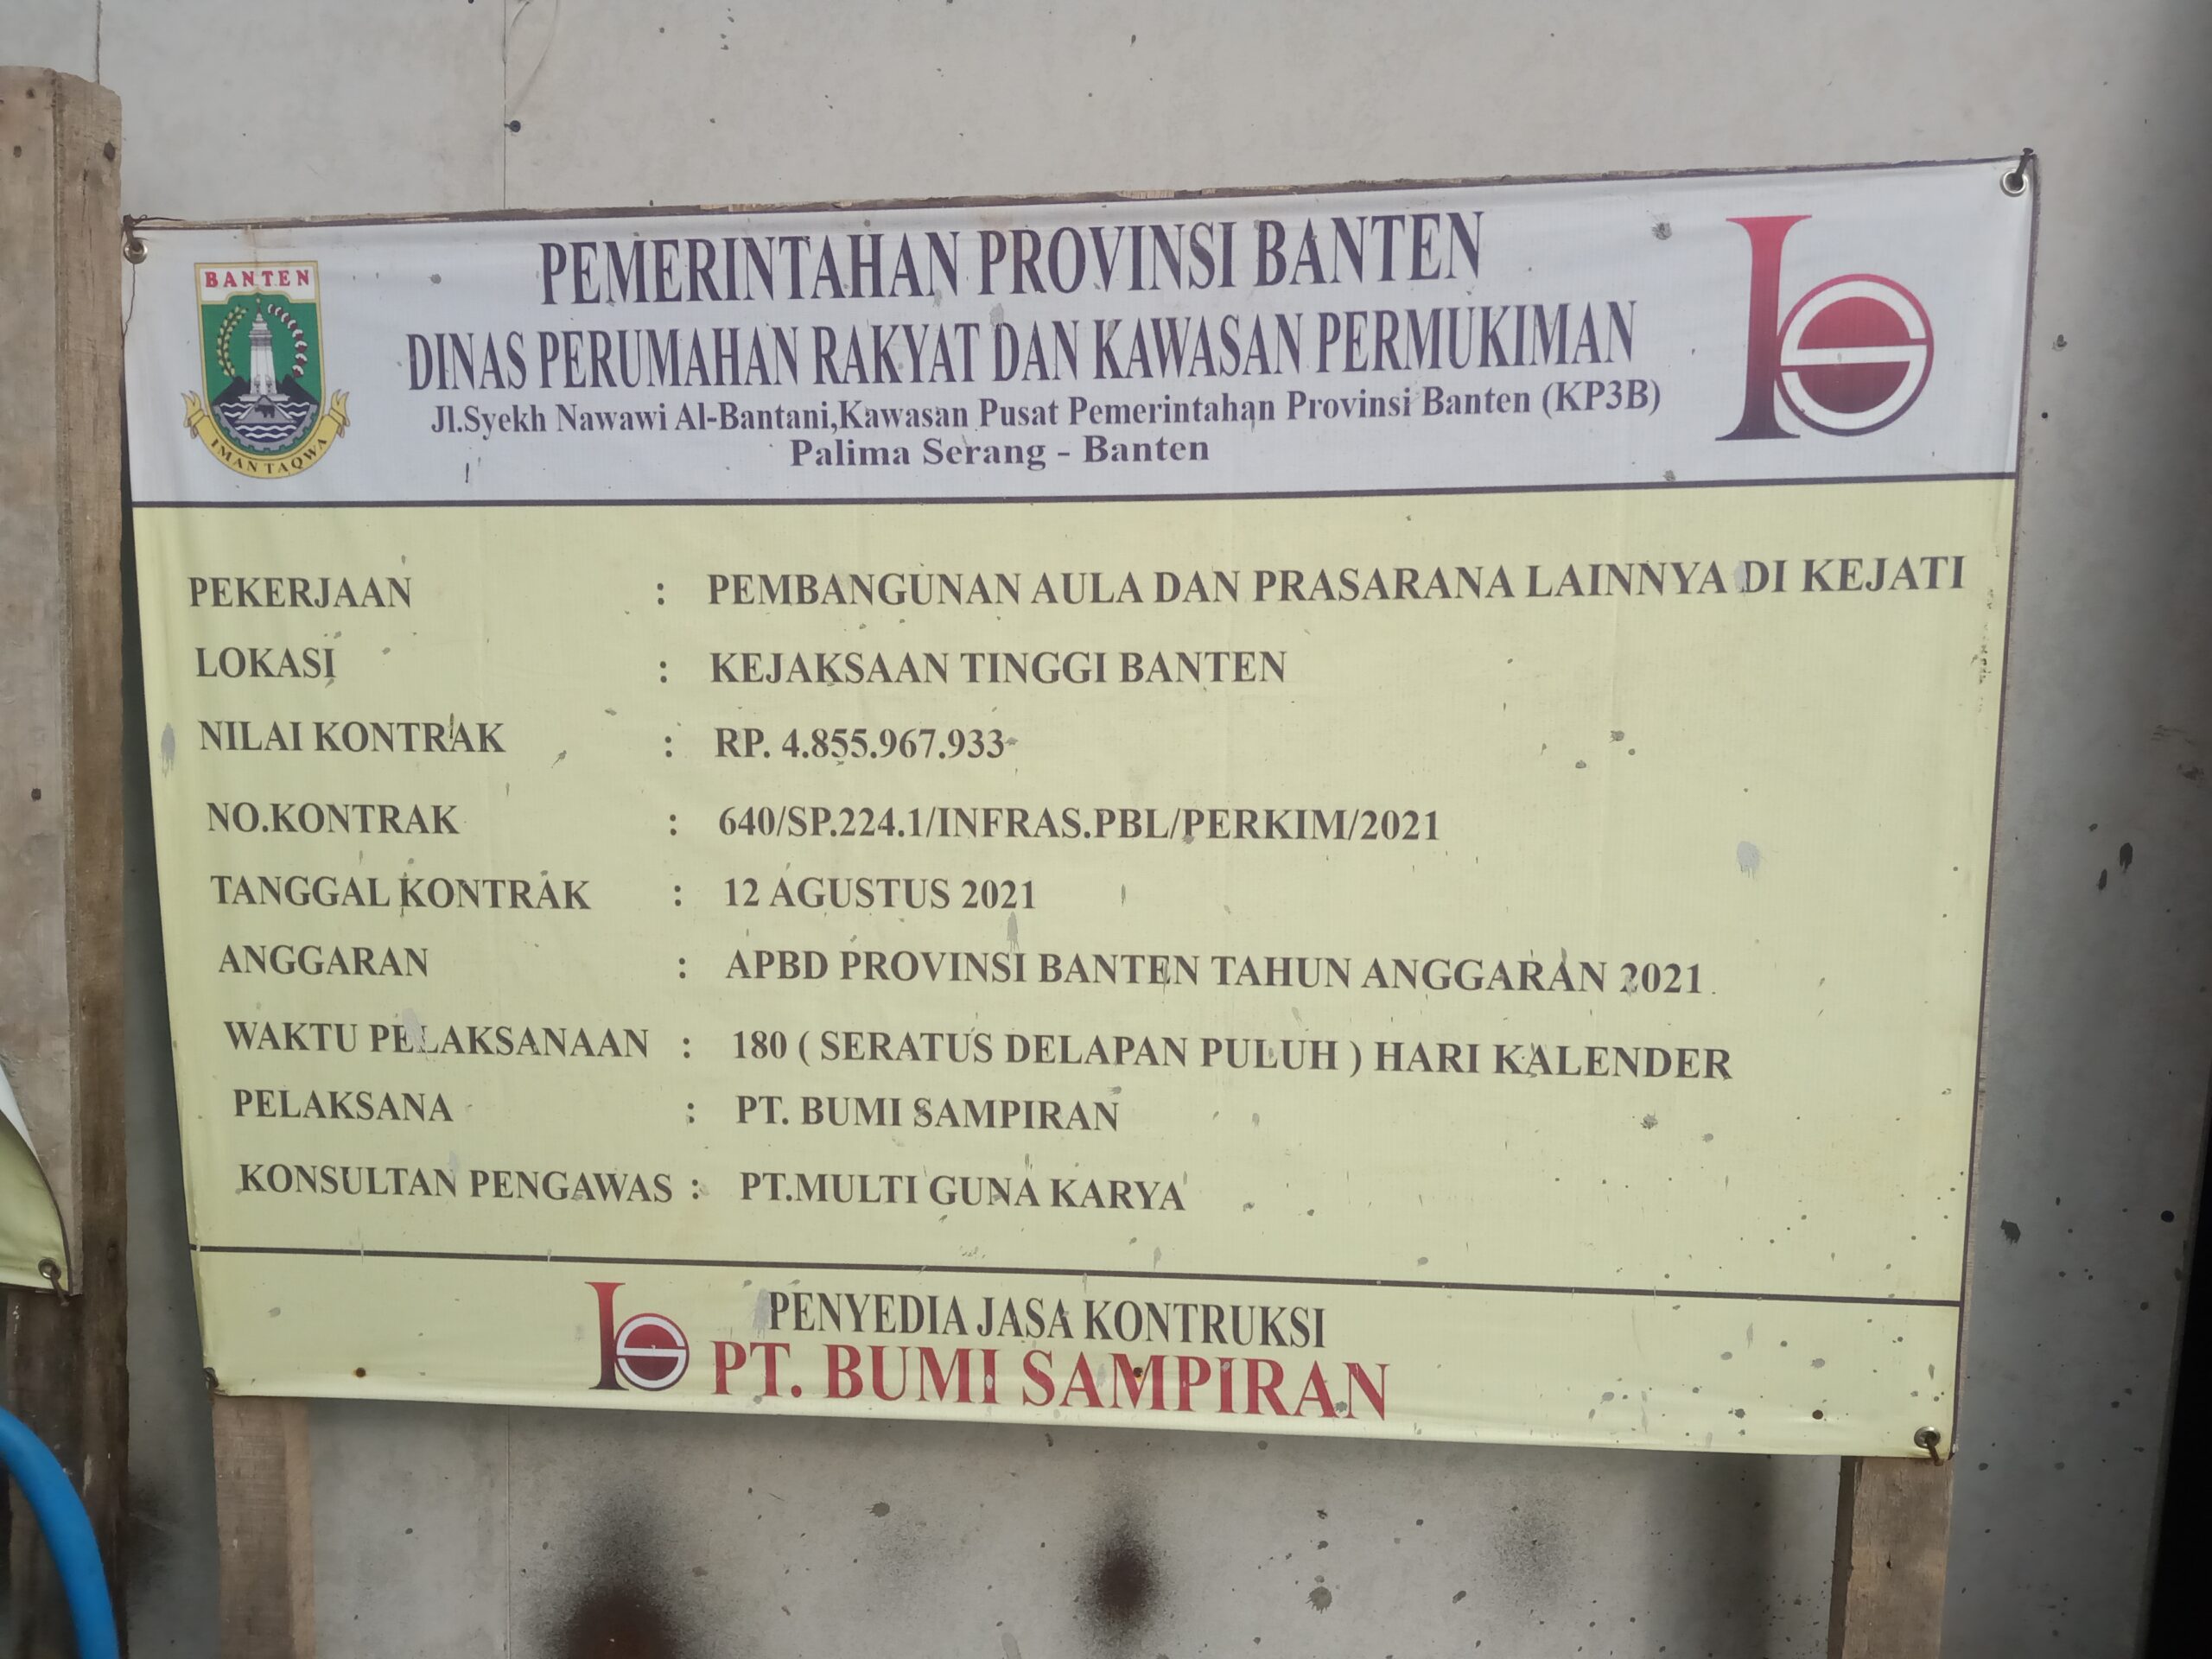 PEMERINTAHAN PROVINSI BANTEN
DINAS PERUMAHAN RAKYAT DAN KAWASAN PERMUKIMAN
Jl.Syekh Nawawi Al-Bantani,Kawasan Pusat Pemerintahan Provinsi Banten (KP3B)
Palima Serang - Banten
BANTEN
IMAN TAQWA
PEKERJAAN : PEMBANGUNAN AULA DAN PRASARANA LAINNYA DI KEJATI
LOKASI : KEJAKSAAN TINGGI BANTEN
NILAI KONTRAK : RP. 4.855.967.933
NO.KONTRAK : 640/SP.224.1/INFRAS.PBL/PERKIM/2021
TANGGAL KONTRAK : 12 AGUSTUS 2021
ANGGARAN : APBD PROVINSI BANTEN TAHUN ANGGARAN 2021
WAKTU PELAKSANAAN : 180 ( SERATUS DELAPAN PULUH ) HARI KALENDER
PELAKSANA : PT. BUMI SAMPIRAN
KONSULTAN PENGAWAS : PT.MULTI GUNA KARYA
PENYEDIA JASA KONTRUKSI
PT. BUMI SAMPIRAN